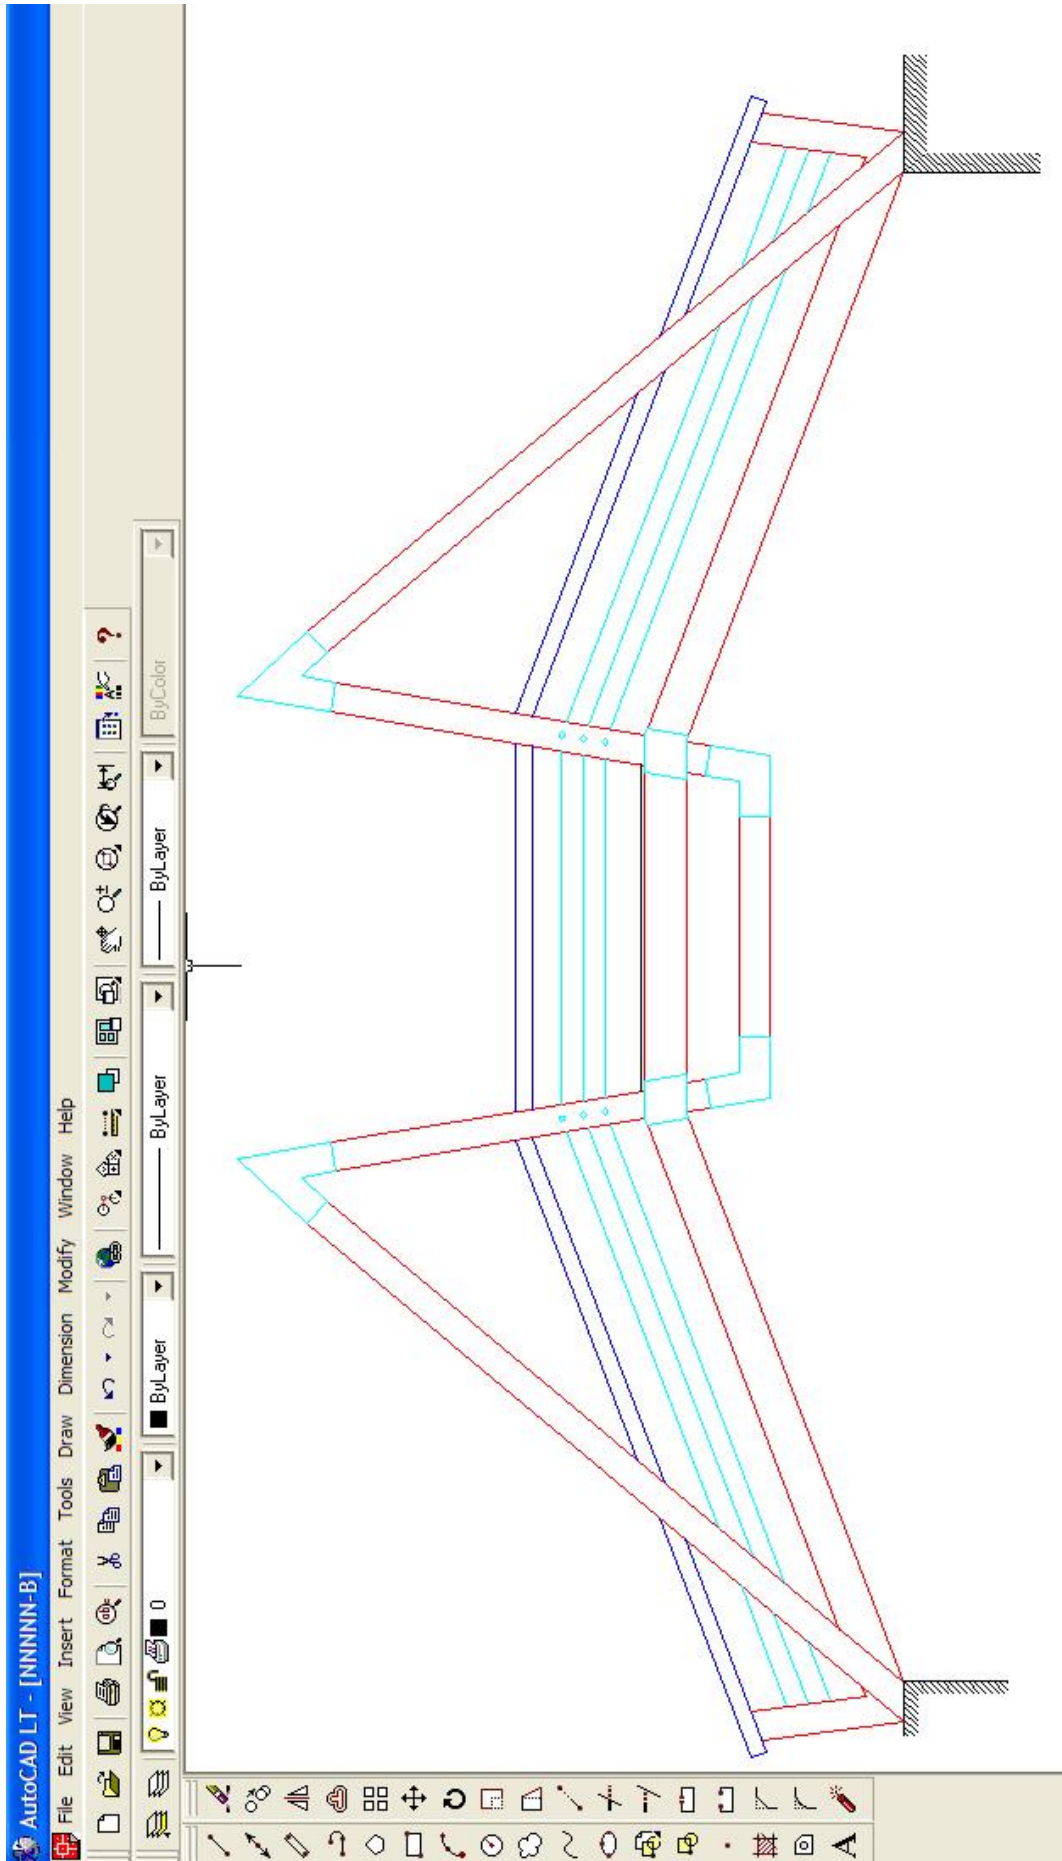 AutoCAD LT - [NNNNN-B]
File Edit View Insert Format Tools Draw Dimension Modify Window Help
0 ByLayer ByLayer ByLayer ByColor